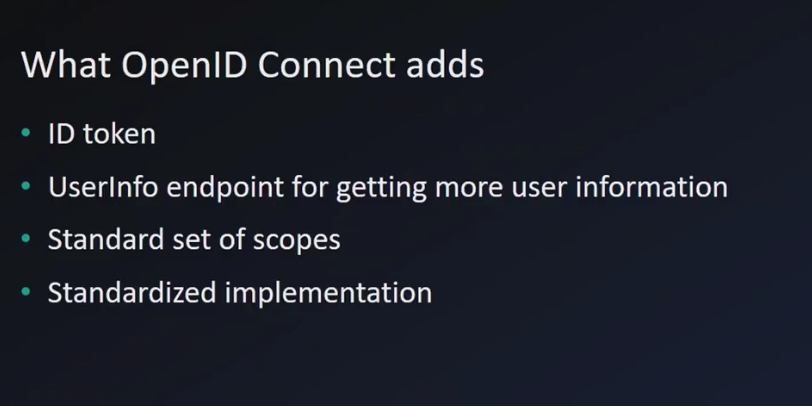 What OpenID Connect adds
• ID token
• UserInfo endpoint for getting more user information
• Standard set of scopes
• Standardized implementation